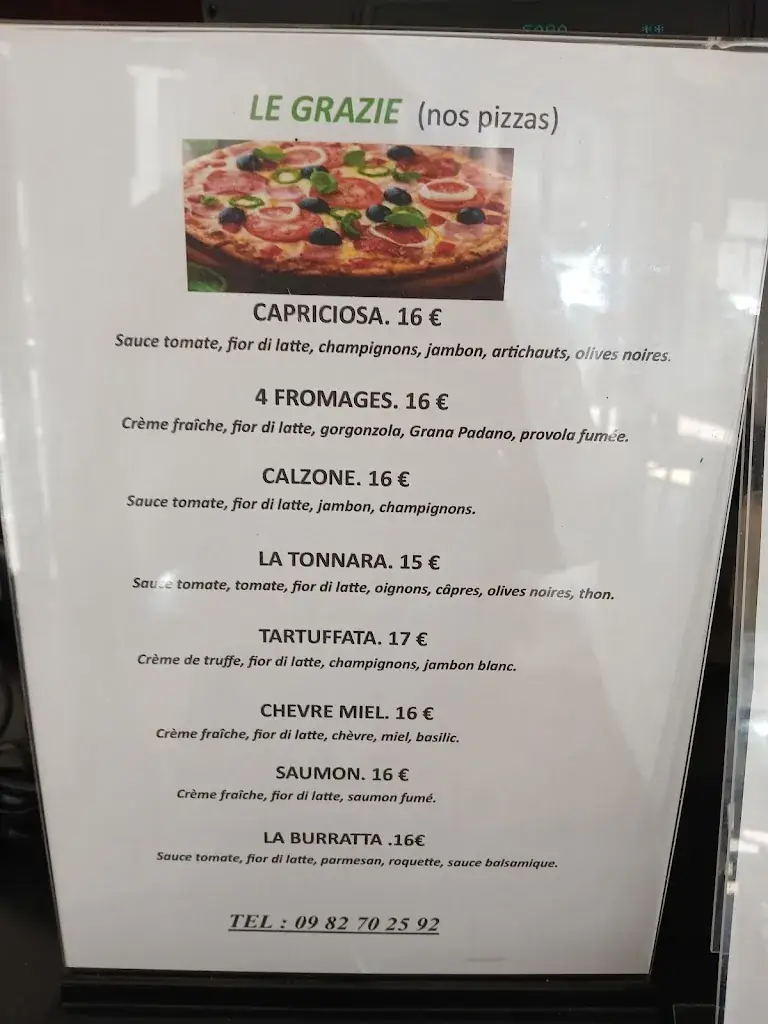 LE GRAZIE (nos pizzas)
CAPRICIOSA. 16 €
Sauce tomate, fior di latte, champignons, jambon, artichauts, olives noires.
4 FROMAGES. 16 €
Crème fraîche, fior di latte, gorgonzola, Grana Padano, provola fumée.
CALZONE. 16 €
Sauce tomate, fior di latte, jambon, champignons.
LA TONNARA. 15 €
Sauce tomate, tomate, fior di latte, oignons, câpres, olives noires, thon.
TARTUFFATA. 17 €
Crème de truffe, fior di latte, champignons, jambon blanc.
CHEVRE MIEL. 16 €
Crème fraîche, fior di latte, chèvre, miel, basilic.
SAUMON. 16 €
Crème fraîche, fior di latte, saumon fumé.
LA BURRATTA .16€
Sauce tomate, fior di latte, parmesan, roquette, sauce balsamique.
TEL : 09 82 70 25 92